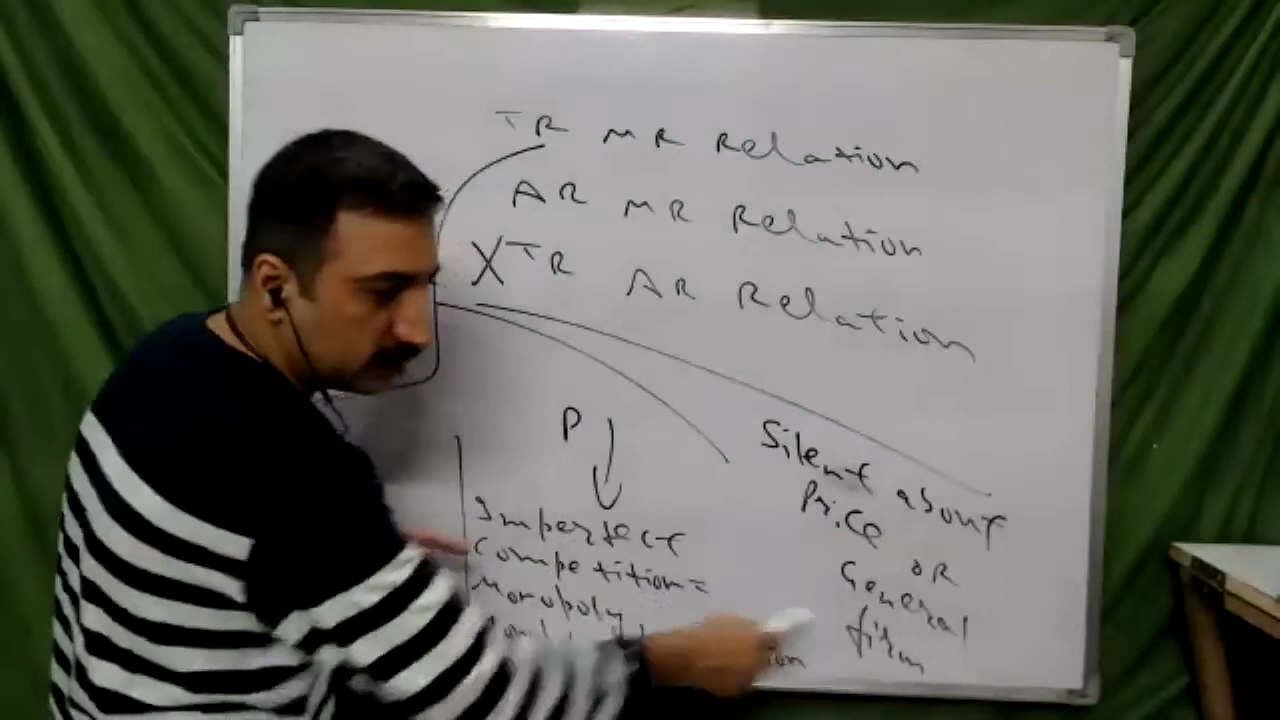 TR MR Relation
AR MR Relation
X TR AR Relation
P ↓
Imperfect
Competition =
Monopoly
Silent about
Price
OR
General
firm